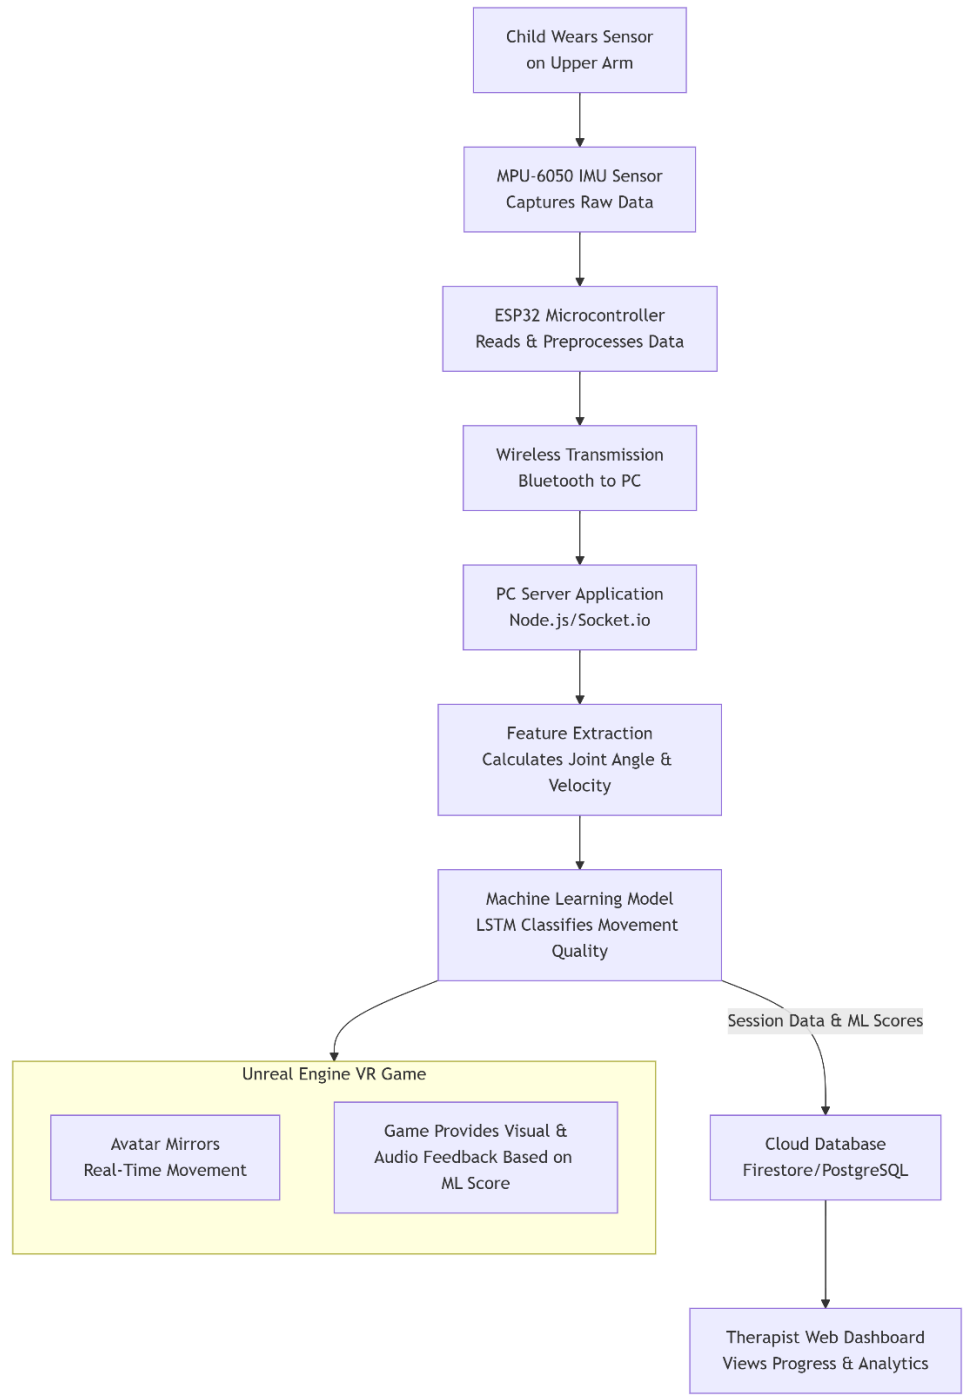 Child Wears Sensor
on Upper Arm
MPU-6050 IMU Sensor
Captures Raw Data
ESP32 Microcontroller
Reads & Preprocesses Data
Wireless Transmission
Bluetooth to PC
PC Server Application
Node.js/Socket.io
Feature Extraction
Calculates Joint Angle &
Velocity
Machine Learning Model
LSTM Classifies Movement
Quality
Session Data & ML Scores
Unreal Engine VR Game
Avatar Mirrors
Real-Time Movement
Game Provides Visual &
Audio Feedback Based on
ML Score
Cloud Database
Firestore/PostgreSQL
Therapist Web Dashboard
Views Progress & Analytics